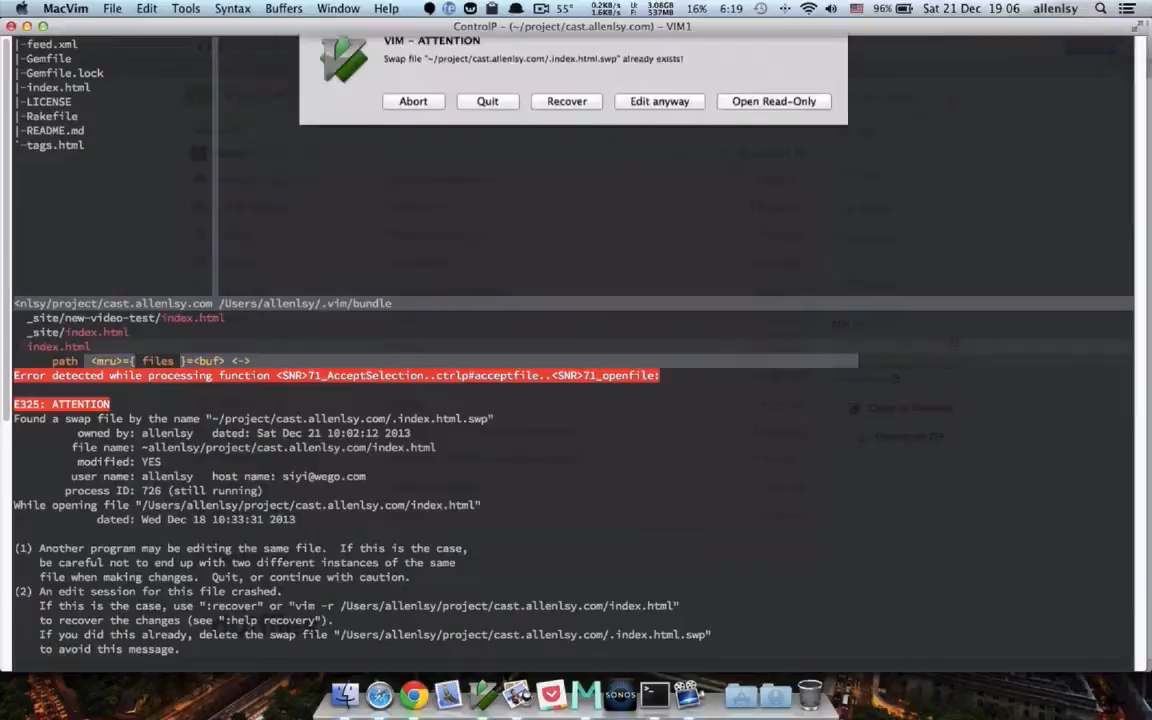 MacVim File Edit Tools Syntax Buffers Window Help 55° 0.2KB/s 1.6KB/s U: 3.08GB F: 537MB 16% 6:19 96% Sat 21 Dec 19 06 allenlsy
ControlP – (~/project/cast.allenlsy.com) – VIM1
VIM – ATTENTION
Swap file "~/project/cast.allenlsy.com/.index.html.swp" already exists!
Abort Quit Recover Edit anyway Open Read-Only
|-feed.xml
|-Gemfile
|-Gemfile.lock
|-index.html
|-LICENSE
|-Rakefile
|-README.md
`-tags.html
<nlsy/project/cast.allenlsy.com /Users/allenlsy/.vim/bundle
_site/new-video-test/index.html
_site/index.html
index.html
path <mru>={ files }=<buf> <->
Error detected while processing function <SNR>71_AcceptSelection..ctrlp#acceptfile..<SNR>71_openfile:
E325: ATTENTION
Found a swap file by the name "~/project/cast.allenlsy.com/.index.html.swp"
owned by: allenlsy dated: Sat Dec 21 10:02:12 2013
file name: ~allenlsy/project/cast.allenlsy.com/index.html
modified: YES
user name: allenlsy host name: siyi@wego.com
process ID: 726 (still running)
While opening file "/Users/allenlsy/project/cast.allenlsy.com/index.html"
dated: Wed Dec 18 10:33:31 2013
(1) Another program may be editing the same file. If this is the case,
be careful not to end up with two different instances of the same
file when making changes. Quit, or continue with caution.
(2) An edit session for this file crashed.
If this is the case, use ":recover" or "vim -r /Users/allenlsy/project/cast.allenlsy.com/index.html"
to recover the changes (see ":help recovery").
If you did this already, delete the swap file "/Users/allenlsy/project/cast.allenlsy.com/.index.html.swp"
to avoid this message.
SONOS